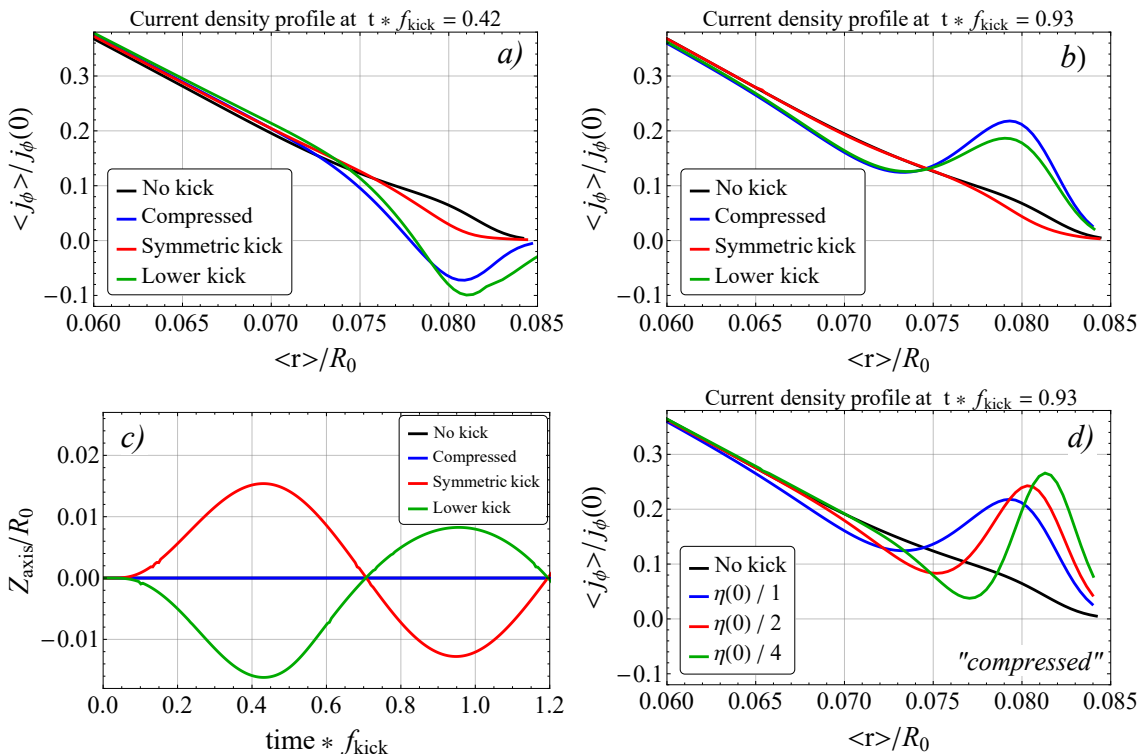 Current density profile at t * f_kick = 0.42
a)
<j_ϕ>/j_ϕ(0)
0.3
0.2
0.1
0.0
−0.1
No kick
Compressed
Symmetric kick
Lower kick
0.060 0.065 0.070 0.075 0.080 0.085
<r>/R_0
Current density profile at t * f_kick = 0.93
b)
<j_ϕ>/j_ϕ(0)
0.3
0.2
0.1
0.0
−0.1
No kick
Compressed
Symmetric kick
Lower kick
0.060 0.065 0.070 0.075 0.080 0.085
<r>/R_0
c)
Z_axis/R_0
0.02
0.01
0.00
−0.01
No kick
Compressed
Symmetric kick
Lower kick
0.0 0.2 0.4 0.6 0.8 1.0 1.2
time * f_kick
Current density profile at t * f_kick = 0.93
d)
<j_ϕ>/j_ϕ(0)
0.3
0.2
0.1
0.0
−0.1
No kick
η(0) / 1
η(0) / 2
η(0) / 4
"compressed"
0.060 0.065 0.070 0.075 0.080 0.085
<r>/R_0